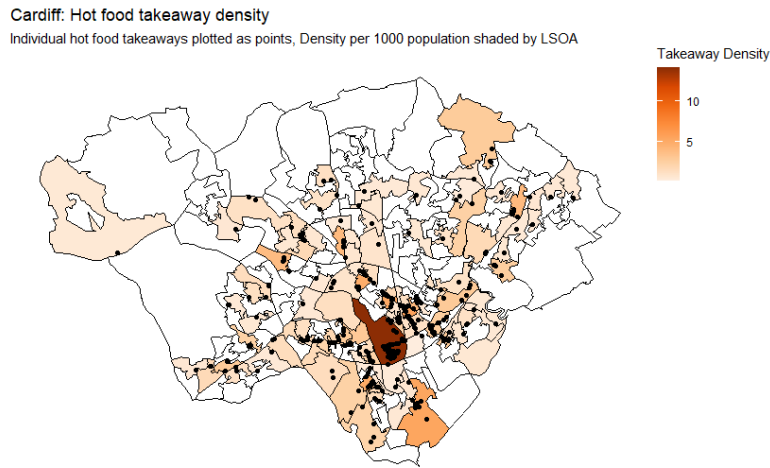 Cardiff: Hot food takeaway density
Individual hot food takeaways plotted as points, Density per 1000 population shaded by LSOA
Takeaway Density
10
5